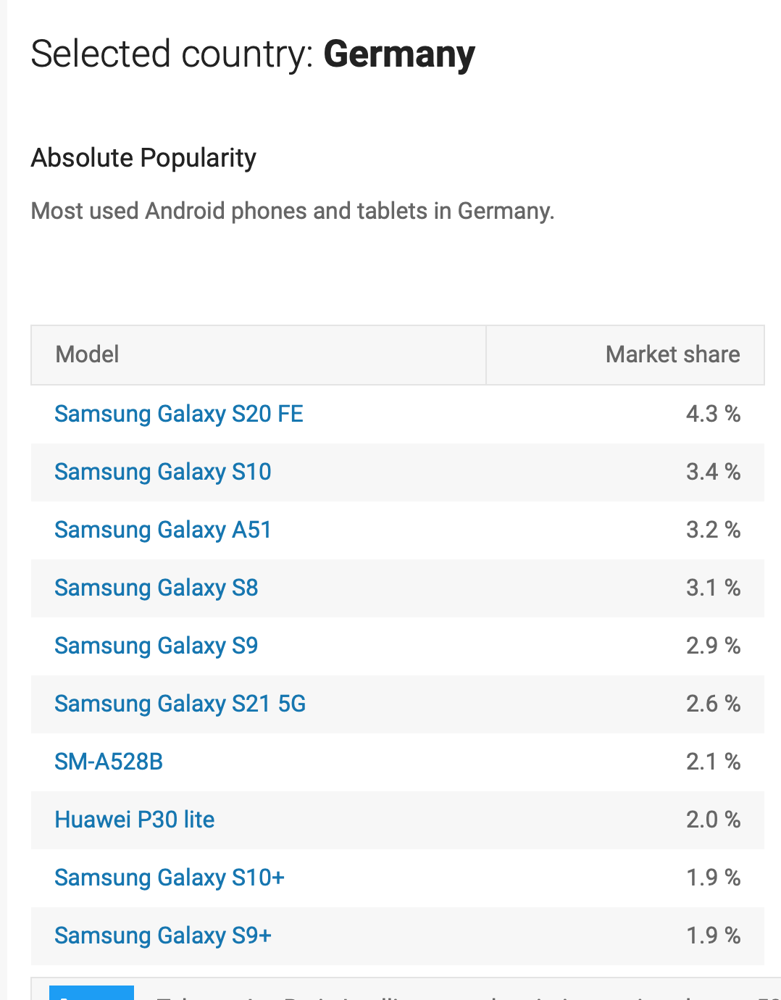 Selected country: Germany
Absolute Popularity
Most used Android phones and tablets in Germany.
Model Market share
Samsung Galaxy S20 FE 4.3 %
Samsung Galaxy S10 3.4 %
Samsung Galaxy A51 3.2 %
Samsung Galaxy S8 3.1 %
Samsung Galaxy S9 2.9 %
Samsung Galaxy S21 5G 2.6 %
SM-A528B 2.1 %
Huawei P30 lite 2.0 %
Samsung Galaxy S10+ 1.9 %
Samsung Galaxy S9+ 1.9 %